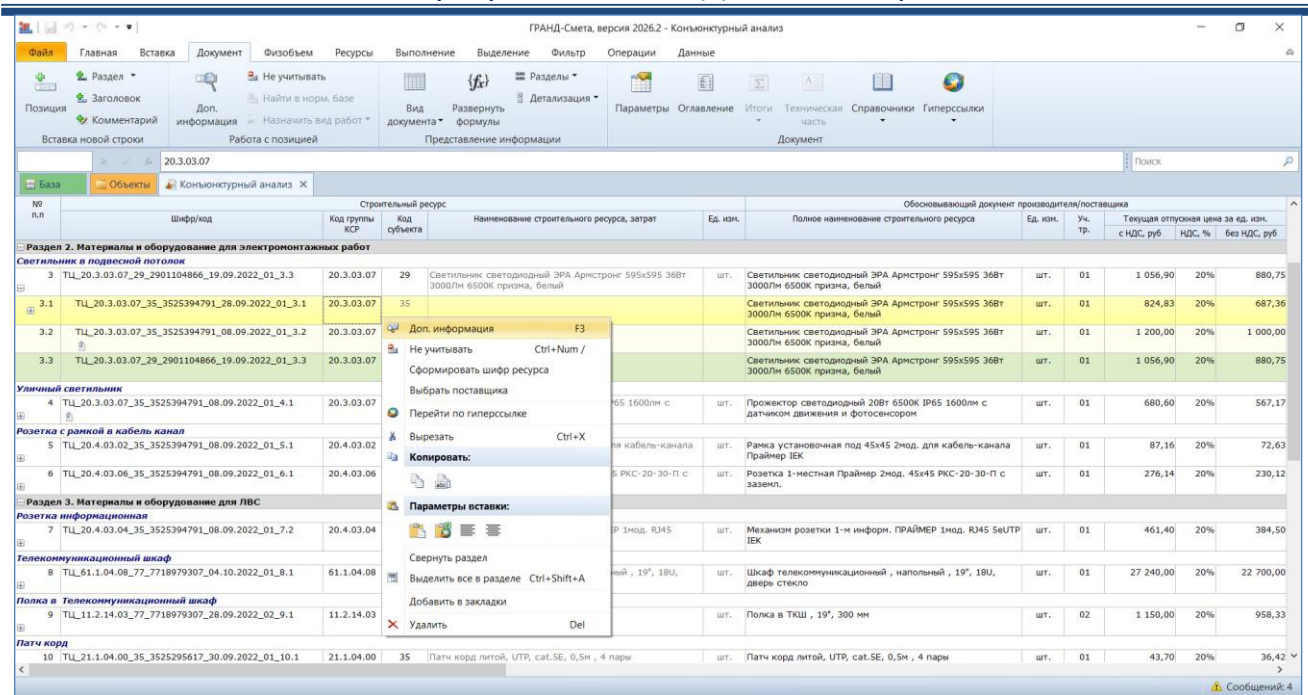 ГРАНД-Смета, версия 2026.2 - Конъюнктурный анализ
Файл Главная Вставка Документ Физобъем Ресурсы Выполнение Выделение Фильтр Операции Данные
Раздел Не учитывать Разделы
Заголовок Найти в норм. базе Детализация
Позиция Доп. Вид Развернуть Параметры Оглавление Итоги Техническая Справочники Гиперссылки
Комментарий информация Назначить вид работ документа формулы часть
Вставка новой строки Работа с позицией Представление информации Документ
20.3.03.07 Поиск
База Объекты Конъюнктурный анализ
№ Строительный ресурс Обосновывающий документ производителя/поставщика
п.п Шифр/код Код группы Код Наименование строительного ресурса, затрат Ед. изм. Полное наименование строительного ресурса Ед. изм. Уч. Текущая отпускная цена за ед. изм.
КСР субъекта тр. с НДС, руб НДС, % без НДС, руб
Раздел 2. Материалы и оборудование для электромонтажных работ
Светильник в подвесной потолок
3 ТЦ_20.3.03.07_29_2901104866_19.09.2022_01_3.3 20.3.03.07 29 Светильник светодиодный ЭРА Армстронг 595x595 36Вт шт. Светильник светодиодный ЭРА Армстронг 595x595 36Вт шт. 01 1 056,90 20% 880,75
3000Лм 6500К призма, белый 3000Лм 6500К призма, белый
3.1 ТЦ_20.3.03.07_35_3525394791_28.09.2022_01_3.1 20.3.03.07 35 Светильник светодиодный ЭРА Армстронг 595x595 36Вт шт. 01 824,83 20% 687,36
3000Лм 6500К призма, белый
Доп. информация F3
3.2 ТЦ_20.3.03.07_35_3525394791_08.09.2022_01_3.2 20.3.03.07 Светильник светодиодный ЭРА Армстронг 595x595 36Вт шт. 01 1 200,00 20% 1 000,00
3000Лм 6500К призма, белый
Не учитывать Ctrl+Num /
3.3 ТЦ_20.3.03.07_29_2901104866_19.09.2022_01_3.3 20.3.03.07 Светильник светодиодный ЭРА Армстронг 595x595 36Вт шт. 01 1 056,90 20% 880,75
3000Лм 6500К призма, белый
Сформировать шифр ресурса
Уличный светильник
Выбрать поставщика
4 ТЦ_20.3.03.07_35_3525394791_08.09.2022_01_4.1 20.3.03.07 P65 1600лм с шт. Прожектор светодиодный 20Вт 6500К IP65 1600лм с шт. 01 680,60 20% 567,17
датчиком движения и фотосенсором
Перейти по гиперссылке
Розетка с рамкой в кабель канал
Вырезать Ctrl+X
5 ТЦ_20.4.03.02_35_3525394791_08.09.2022_01_5.1 20.4.03.02 ля кабель-канала шт. Рамка установочная под 45x45 2мод. для кабель-канала шт. 01 87,16 20% 72,63
Праймер IEK
Копировать:
6 ТЦ_20.4.03.06_35_3525394791_08.09.2022_01_6.1 20.4.03.06 5 РКС-20-30-П с шт. Розетка 1-местная Праймер 2мод. 45x45 РКС-20-30-П с шт. 01 276,14 20% 230,12
заземл.
Раздел 3. Материалы и оборудование для ЛВС
Параметры вставки:
Розетка информационная
7 ТЦ_20.4.03.04_35_3525394791_08.09.2022_01_7.2 20.4.03.04 ЕР 1мод. RJ45 шт. Механизм розетки 1-м информ. ПРАЙМЕР 1мод. RJ45 5eUTP шт. 01 461,40 20% 384,50
IEK
Свернуть раздел
Телекоммуникационный шкаф
8 ТЦ_61.1.04.08_77_7718979307_04.10.2022_01_8.1 61.1.04.08 ный , 19", 18U, шт. Шкаф телекоммуникационный , напольный , 19", 18U, шт. 01 27 240,00 20% 22 700,00
дверь стекло
Выделить все в разделе Ctrl+Shift+A
Полка в Телекоммуникационный шкаф
Добавить в закладки
9 ТЦ_11.2.14.03_77_7718979307_28.09.2022_02_9.1 11.2.14.03 шт. Полка в ТКШ , 19", 300 мм шт. 02 1 150,00 20% 958,33
Удалить Del
Патч корд
10 ТЦ_21.1.04.00_35_3525295617_30.09.2022_01_10.1 21.1.04.00 35 Патч корд литой, UTP, cat.5E, 0,5м , 4 пары шт. Патч корд литой, UTP, cat.5E, 0,5м , 4 пары шт. 01 43,70 20% 36,42
Сообщений: 4